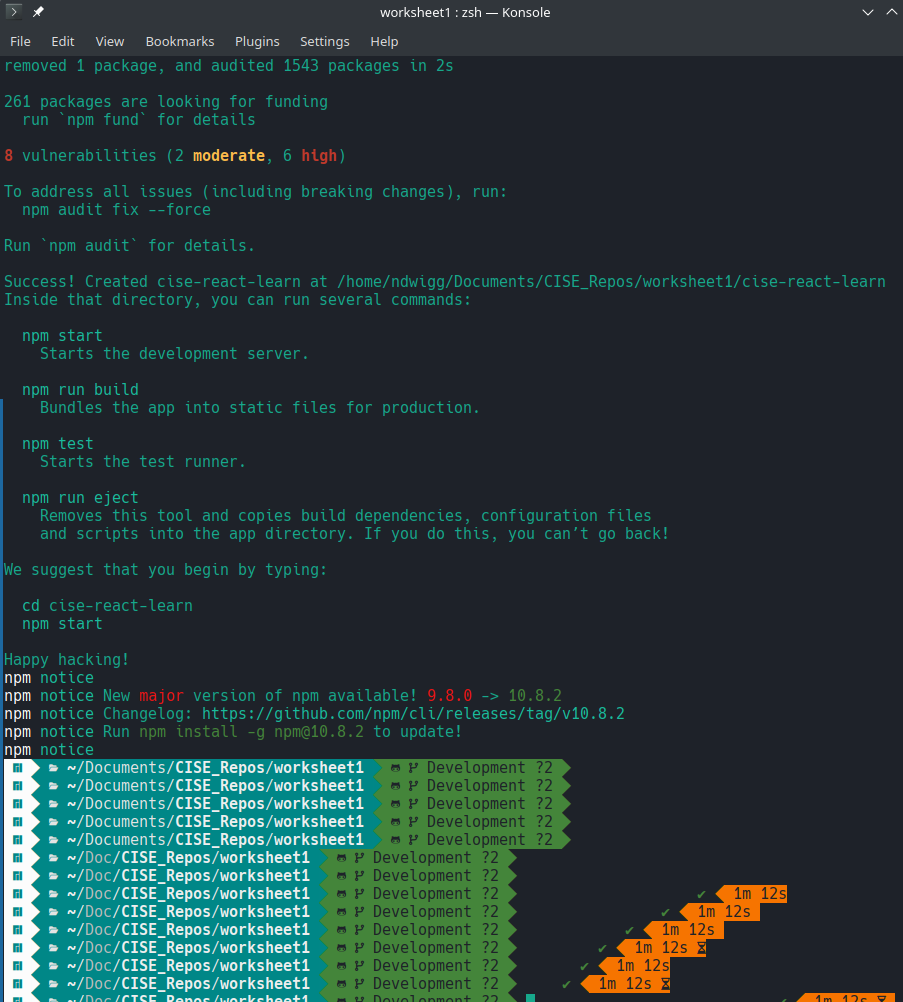 worksheet1 : zsh — Konsole
File Edit View Bookmarks Plugins Settings Help
removed 1 package, and audited 1543 packages in 2s
261 packages are looking for funding
run `npm fund` for details
8 vulnerabilities (2 moderate, 6 high)
To address all issues (including breaking changes), run:
npm audit fix --force
Run `npm audit` for details.
Success! Created cise-react-learn at /home/ndwigg/Documents/CISE_Repos/worksheet1/cise-react-learn
Inside that directory, you can run several commands:
npm start
Starts the development server.
npm run build
Bundles the app into static files for production.
npm test
Starts the test runner.
npm run eject
Removes this tool and copies build dependencies, configuration files
and scripts into the app directory. If you do this, you can’t go back!
We suggest that you begin by typing:
cd cise-react-learn
npm start
Happy hacking!
npm notice
npm notice New major version of npm available! 9.8.0 -> 10.8.2
npm notice Changelog: https://github.com/npm/cli/releases/tag/v10.8.2
npm notice Run npm install -g npm@10.8.2 to update!
npm notice
~/Documents/CISE_Repos/worksheet1 Development ?2
~/Documents/CISE_Repos/worksheet1 Development ?2
~/Documents/CISE_Repos/worksheet1 Development ?2
~/Documents/CISE_Repos/worksheet1 Development ?2
~/Documents/CISE_Repos/worksheet1 Development ?2
~/Doc/CISE_Repos/worksheet1 Development ?2
~/Doc/CISE_Repos/worksheet1 Development ?2
~/Doc/CISE_Repos/worksheet1 Development ?2 ✔ 1m 12s
~/Doc/CISE_Repos/worksheet1 Development ?2 ✔ 1m 12s
~/Doc/CISE_Repos/worksheet1 Development ?2 ✔ 1m 12s
~/Doc/CISE_Repos/worksheet1 Development ?2 ✔ 1m 12s
~/Doc/CISE_Repos/worksheet1 Development ?2 ✔ 1m 12s
~/Doc/CISE_Repos/worksheet1 Development ?2 ✔ 1m 12s
~/Doc/CISE_Repos/worksheet1 Development ?2 ✔ 1m 12s